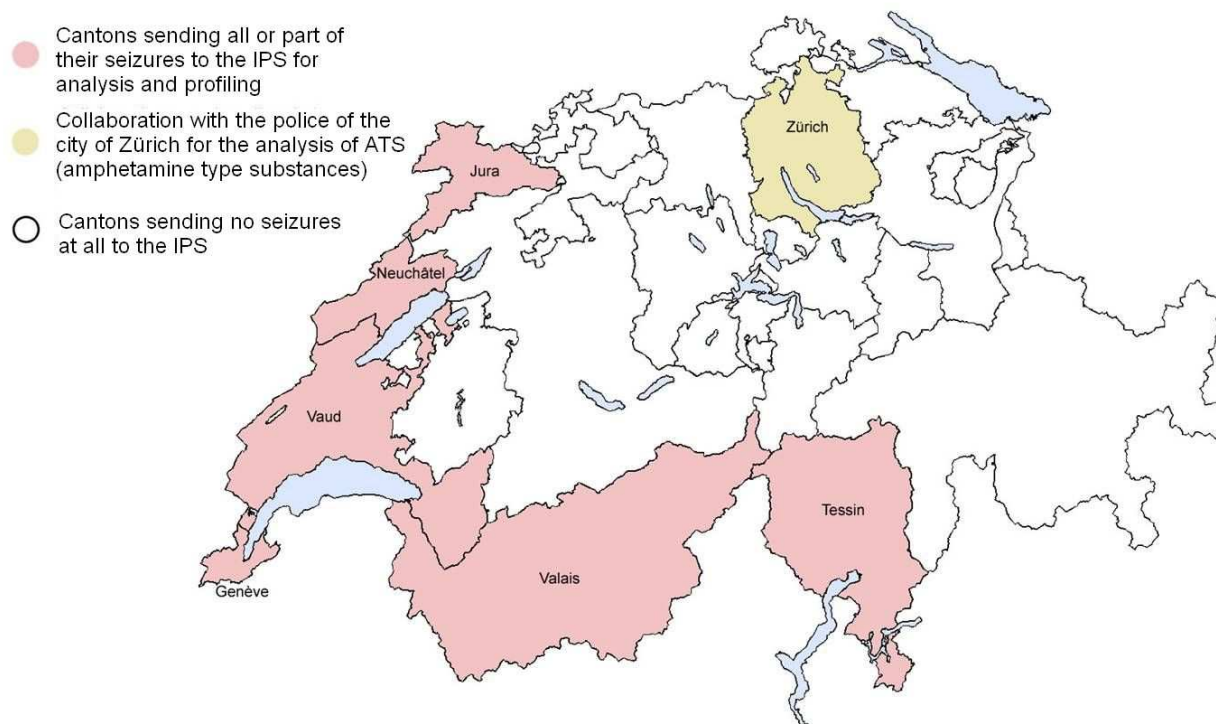 Cantons sending all or part of
their seizures to the IPS for
analysis and profiling
Collaboration with the police of the
city of Zürich for the analysis of ATS
(amphetamine type substances)
Cantons sending no seizures
at all to the IPS
Zürich
Jura
Neuchâtel
Vaud
Tessin
Valais
Genève